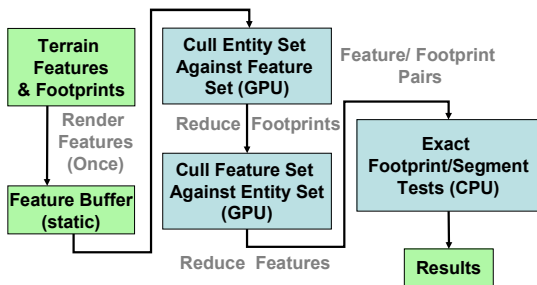 Terrain
Features
& Footprints
Render
Features
(Once)
Feature Buffer
(static)
Cull Entity Set
Against Feature
Set (GPU)
Reduce Footprints
Cull Feature Set
Against Entity Set
(GPU)
Reduce Features
Feature/ Footprint
Pairs
Exact
Footprint/Segment
Tests (CPU)
Results